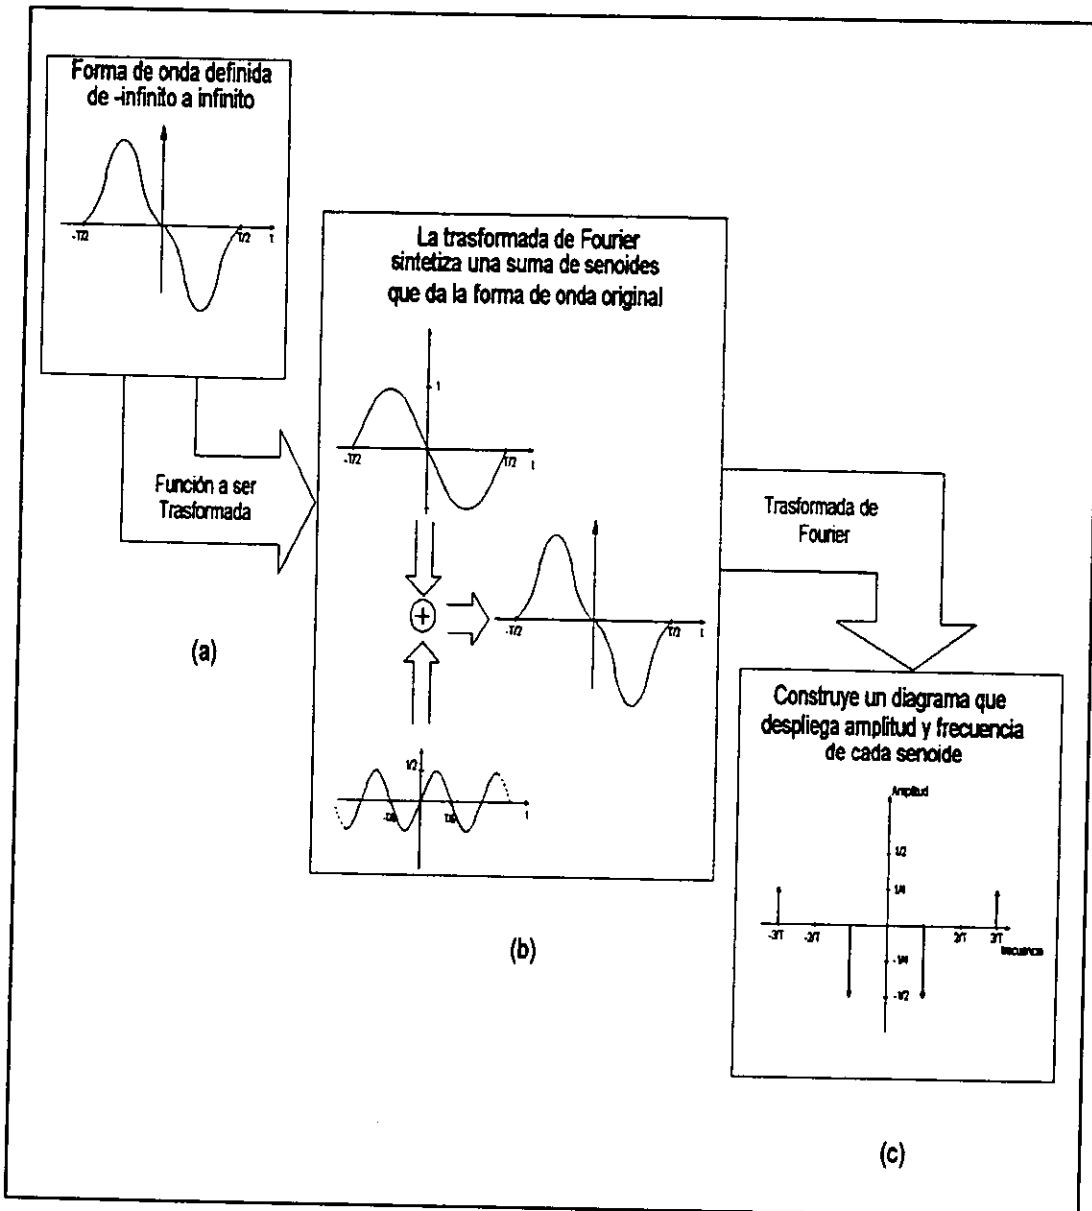 Forma de onda definida
de -infinito a infinito
-T/2
T/2
t
Función a ser
Trasformada
(a)
La trasformada de Fourier
sintetiza una suma de senoides
que da la forma de onda original
1
-T/2
T/2
t
+
-T/2
T/2
t
1/2
t
(b)
Trasformada de
Fourier
Construye un diagrama que
despliega amplitud y frecuencia
de cada senoide
Amplitud
1/2
1/4
-3/T
-2/T
2/T
3/T
frecuencia
-1/4
-1/2
(c)